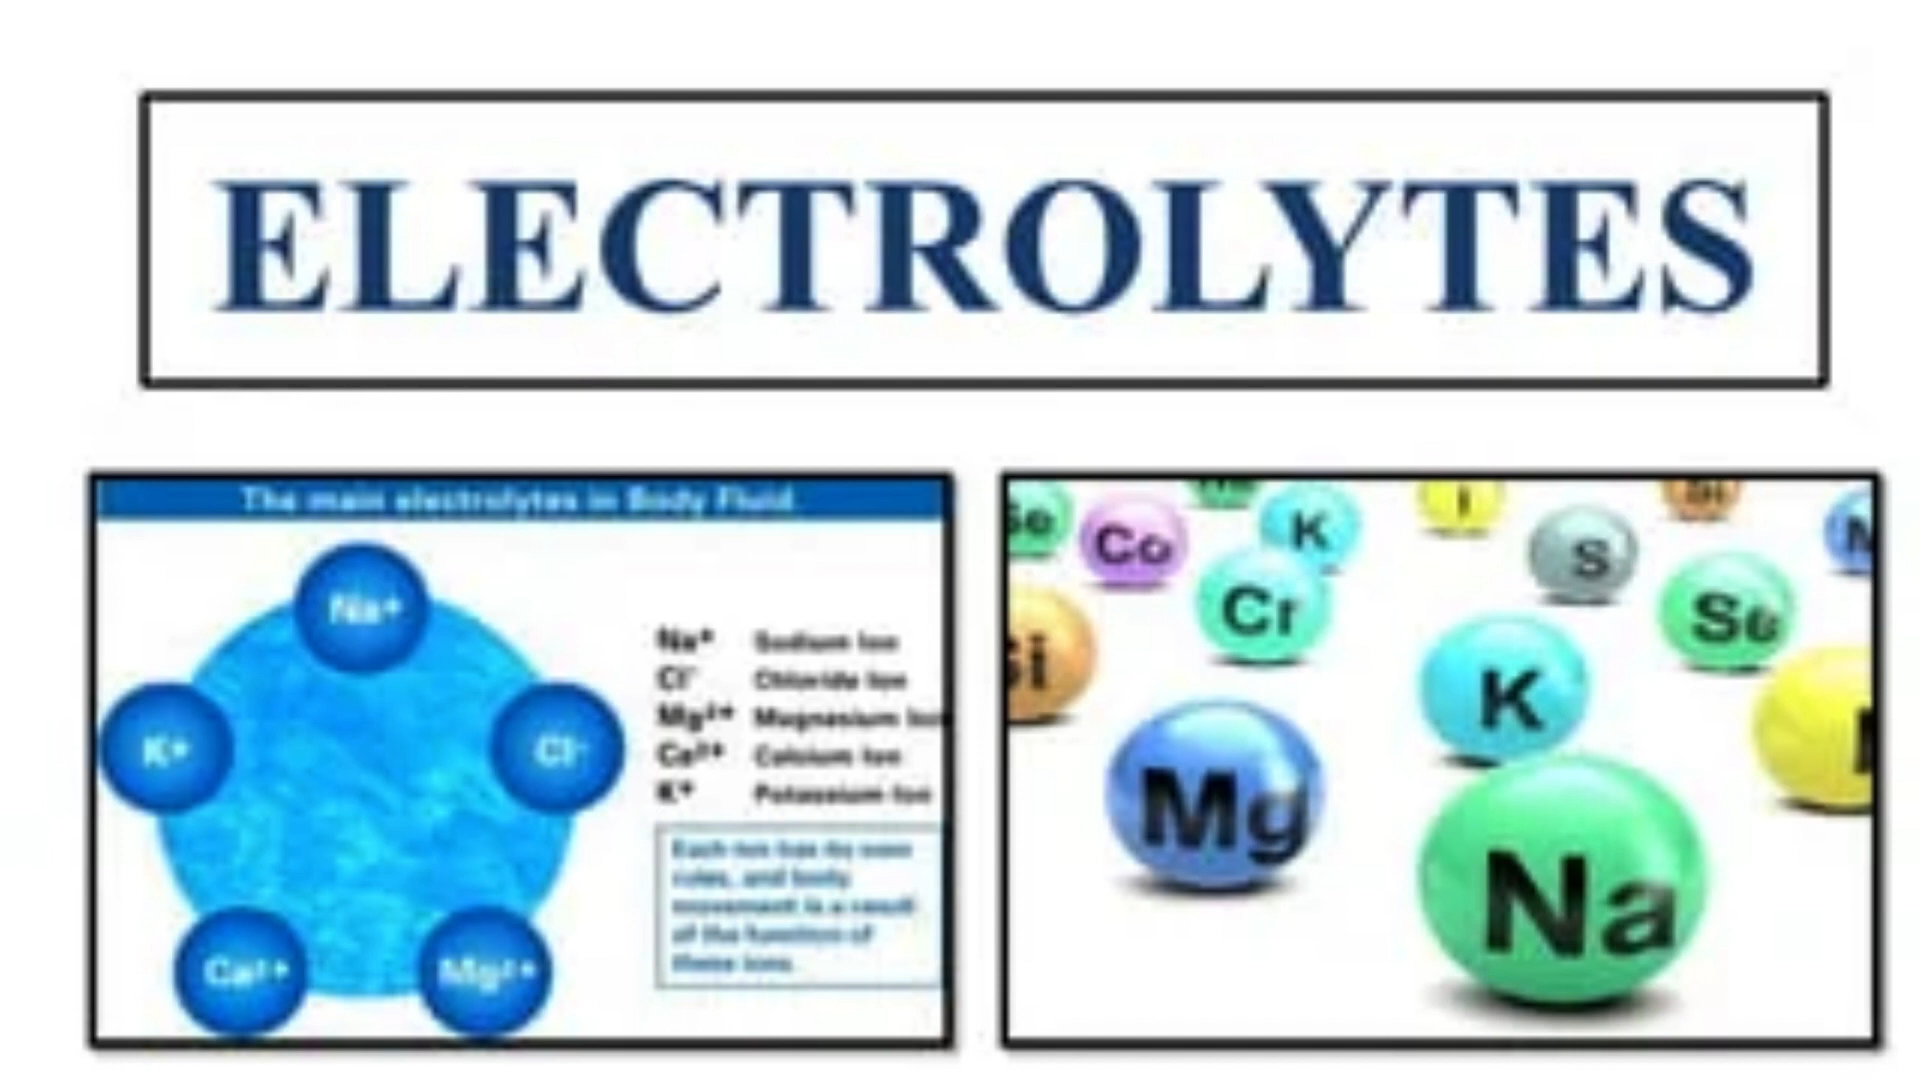 ELECTROLYTES
The main electrolytes in Body Fluid.
Na+
K+
Cl-
Ca2+
Mg2+
Na+ Sodium Ion
Cl- Chloride Ion
Mg2+ Magnesium Ion
Ca2+ Calcium Ion
K+ Potassium Ion
Each ion has its own
rules, and body
movement is a result
of the function of
these ions.
Se
Co
K
I
S
Cr
Se
K
Mg
Na